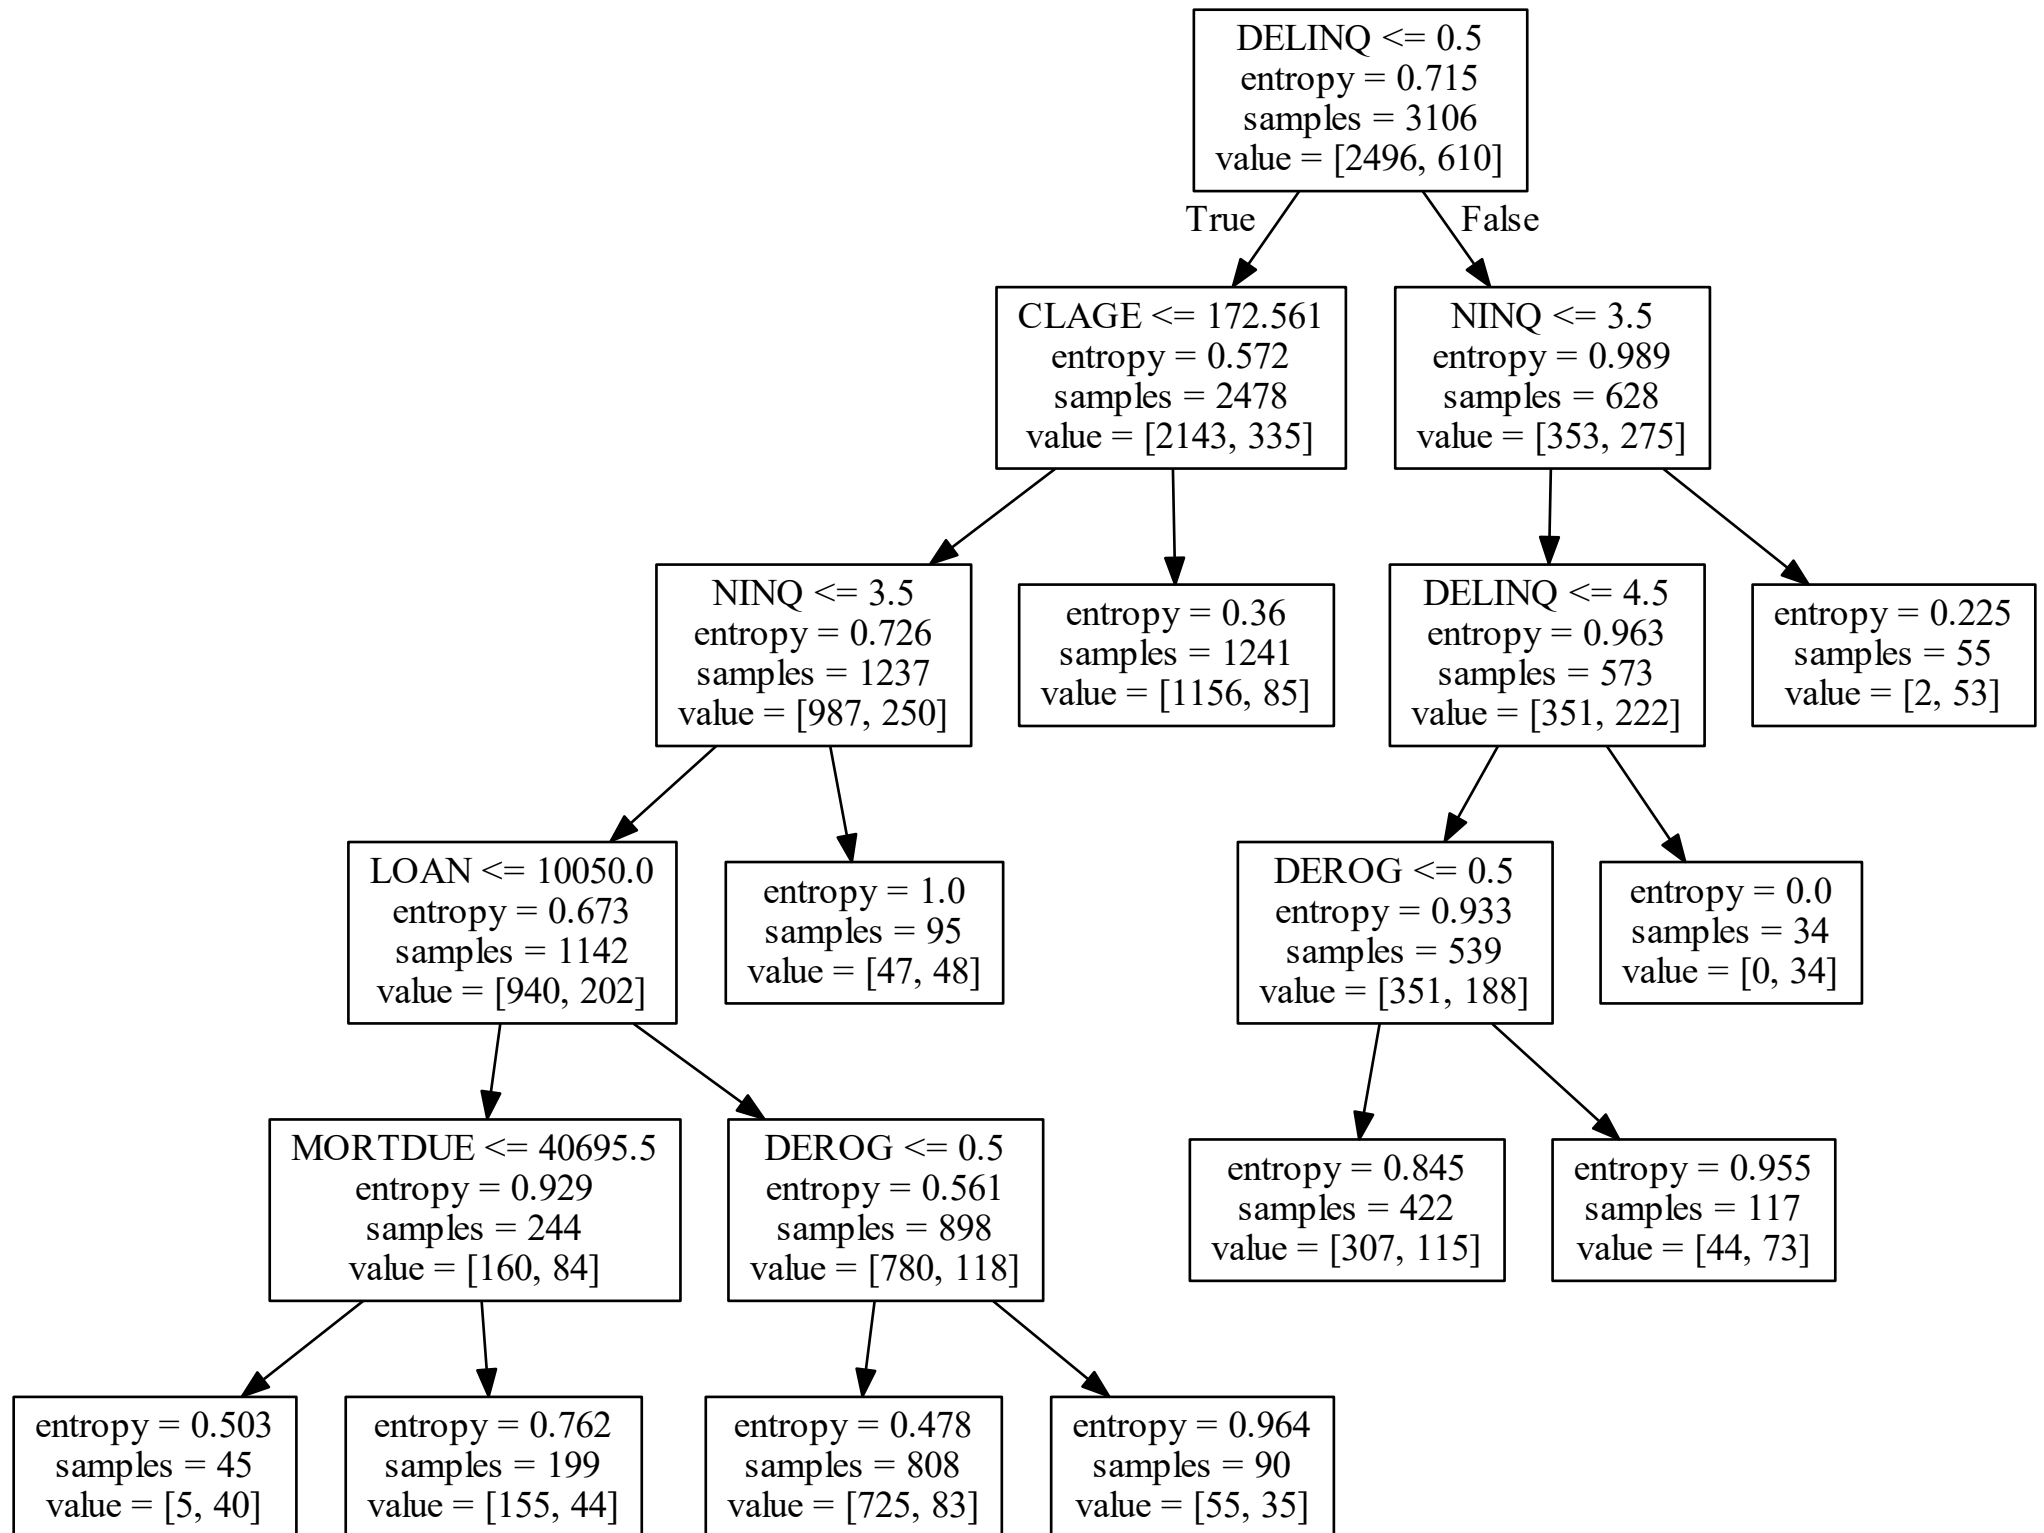 DELINQ <= 0.5
entropy = 0.715
samples = 3106
value = [2496, 610]
True
False
CLAGE <= 172.561
entropy = 0.572
samples = 2478
value = [2143, 335]
NINQ <= 3.5
entropy = 0.989
samples = 628
value = [353, 275]
NINQ <= 3.5
entropy = 0.726
samples = 1237
value = [987, 250]
entropy = 0.36
samples = 1241
value = [1156, 85]
DELINQ <= 4.5
entropy = 0.963
samples = 573
value = [351, 222]
entropy = 0.225
samples = 55
value = [2, 53]
LOAN <= 10050.0
entropy = 0.673
samples = 1142
value = [940, 202]
entropy = 1.0
samples = 95
value = [47, 48]
DEROG <= 0.5
entropy = 0.933
samples = 539
value = [351, 188]
entropy = 0.0
samples = 34
value = [0, 34]
MORTDUE <= 40695.5
entropy = 0.929
samples = 244
value = [160, 84]
DEROG <= 0.5
entropy = 0.561
samples = 898
value = [780, 118]
entropy = 0.845
samples = 422
value = [307, 115]
entropy = 0.955
samples = 117
value = [44, 73]
entropy = 0.503
samples = 45
value = [5, 40]
entropy = 0.762
samples = 199
value = [155, 44]
entropy = 0.478
samples = 808
value = [725, 83]
entropy = 0.964
samples = 90
value = [55, 35]